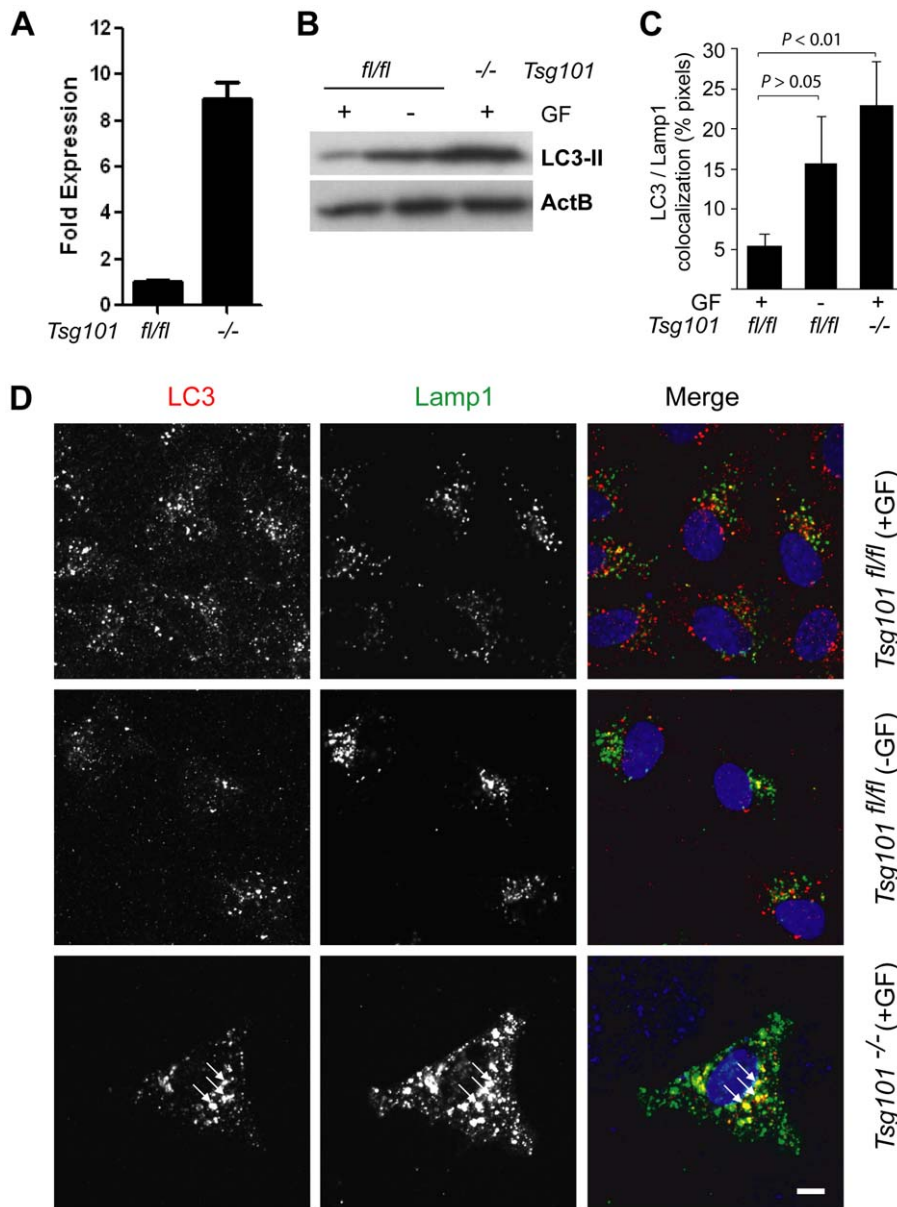 A
Fold Expression
12
10
8
6
4
2
0
Tsg101 fl/fl -/-
B
fl/fl -/- Tsg101
+ - + GF
LC3-II
ActB
C
LC3 / Lamp1
colocalization (% pixels)
30
25
20
15
10
5
P < 0.01
P > 0.05
GF + - +
Tsg101 fl/fl fl/fl -/-
D
LC3 Lamp1 Merge
Tsg101 fl/fl (+GF)
Tsg101 fl/fl (-GF)
Tsg101 -/- (+GF)